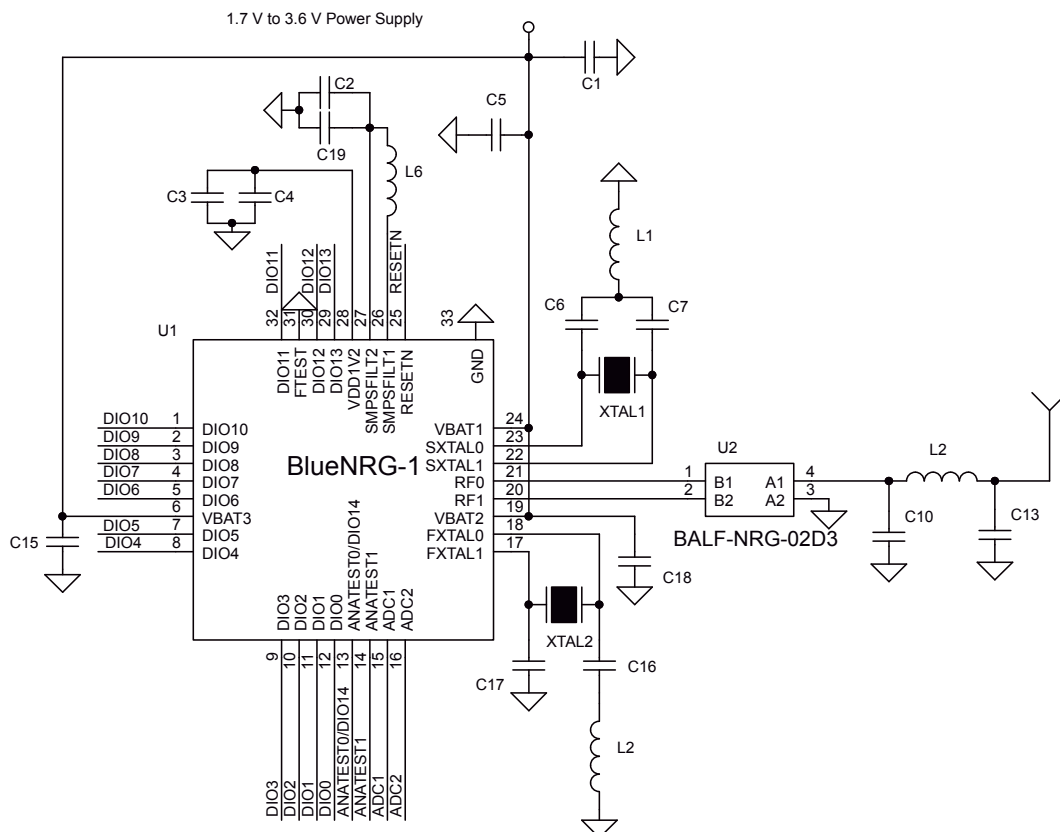 1.7 V to 3.6 V Power Supply
C1
C2
C5
C19
L6
C3
C4
L1
DIO11
DIO12
DIO13
RESETN
C6
C7
U1
32
31
30
29
28
27
26
25
33
DIO11
FTEST
DIO12
DIO13
VDD1V2
SMPSFILT2
SMPSFILT1
RESETN
GND
XTAL1
DIO10 1 DIO10
DIO9 2 DIO9
DIO8 3 DIO8
DIO7 4 DIO7
DIO6 5 DIO6
6 VBAT3
DIO5 7 DIO5
DIO4 8 DIO4
BlueNRG-1
VBAT1 24
SXTAL0 23
SXTAL1 22
RF0 21
RF1 20
VBAT2 19
FXTAL0 18
FXTAL1 17
U2
1 B1 A1 4
2 B2 A2 3
BALF-NRG-02D3
L2
C10
C13
C15
C18
DIO3
DIO2
DIO1
DIO0
ANATEST0/DIO14
ANATEST1
ADC1
ADC2
XTAL2
9
10
11
12
13
14
15
16
C17
C16
L2
DIO3
DIO2
DIO1
DIO0
ANATEST0/DIO14
ANATEST1
ADC1
ADC2